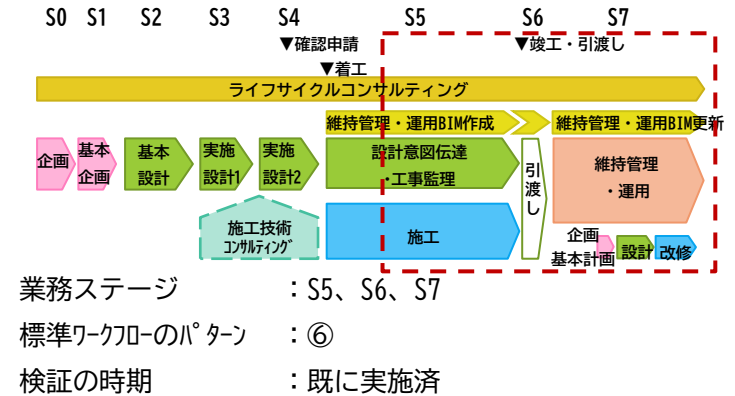 S0 S1 S2 S3 S4 S5 S6 S7
▼確認申請 ▼竣工・引渡し
▼着工
ライフサイクルコンサルティング
維持管理・運用BIM作成 維持管理・運用BIM更新
企画 基本企画 基本設計 実施設計1 実施設計2 設計意図伝達・工事監理 引渡し 維持管理・運用
施工技術コンサルティング 施工
企画
基本計画 設計 改修
業務ステージ ：S5、S6、S7
標準ワークフローのパターン ：⑥
検証の時期 ：既に実施済